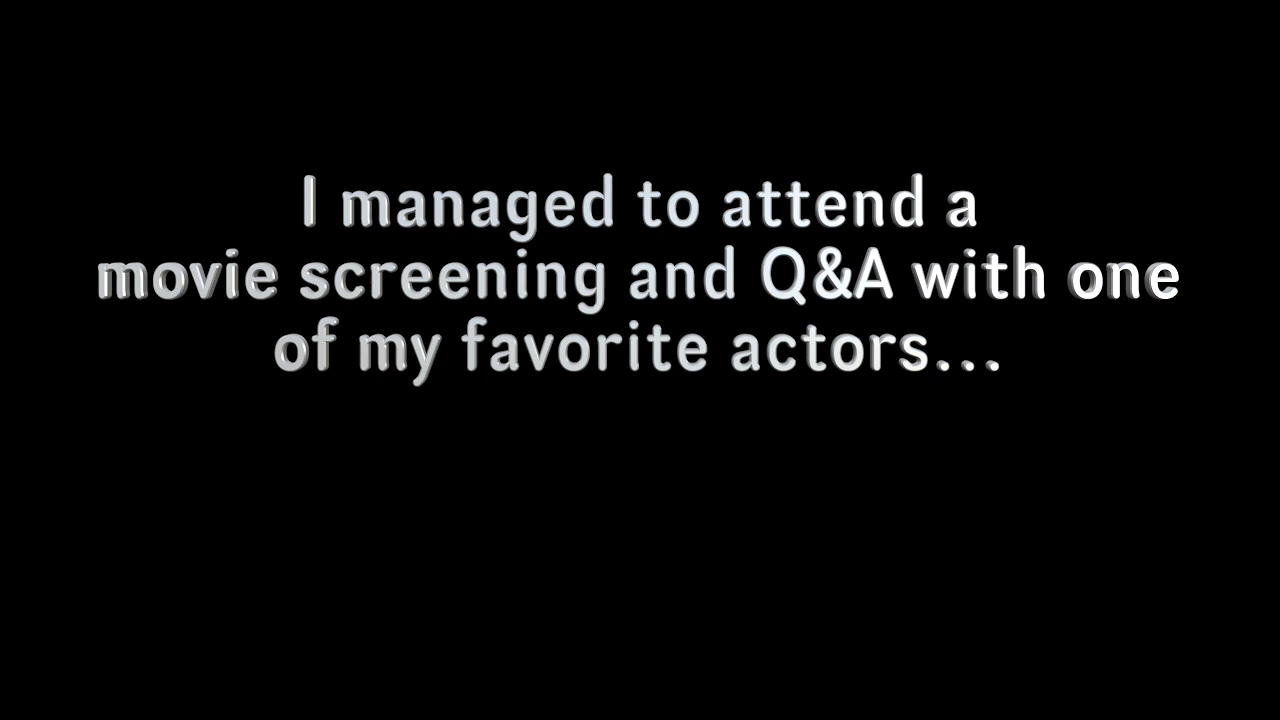 I managed to attend a
movie screening and Q&A with one
of my favorite actors...